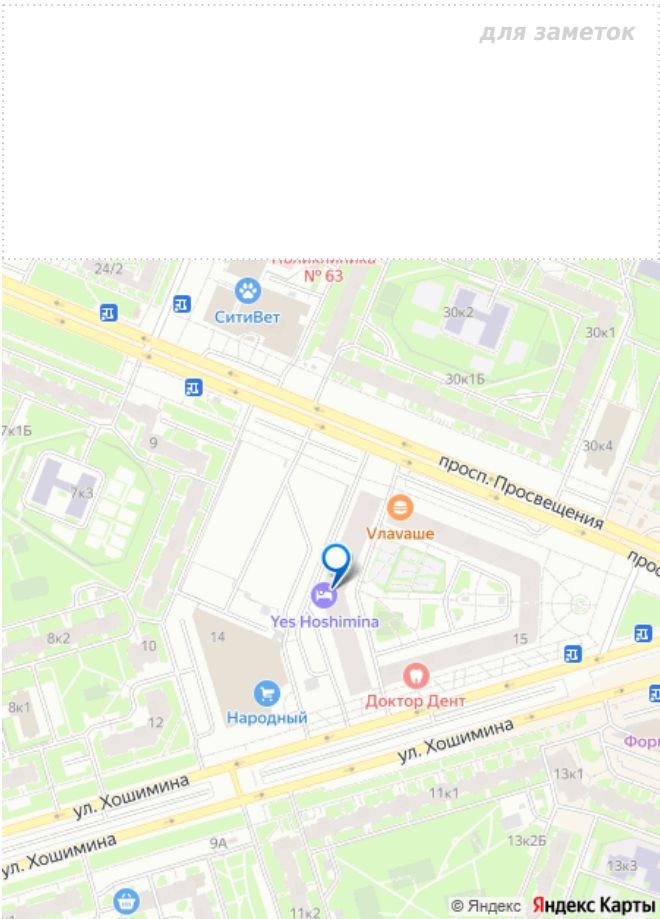 для заметок
Поликлиника
№ 63
24/2
СитиВет
30к2
30к1
30к1Б
7к1Б
9
30к4
просп. Просвещения
7к3
Vлаvаше
Yes Hoshimina
8к2
10
14
15
8к1
12
Народный
Доктор Дент
ул. Хошимина
ул. Хошимина
13к1
11к1
9А
13к2Б
13к3
ул. Хошимина
11к2
© Яндекс Яндекс Карты